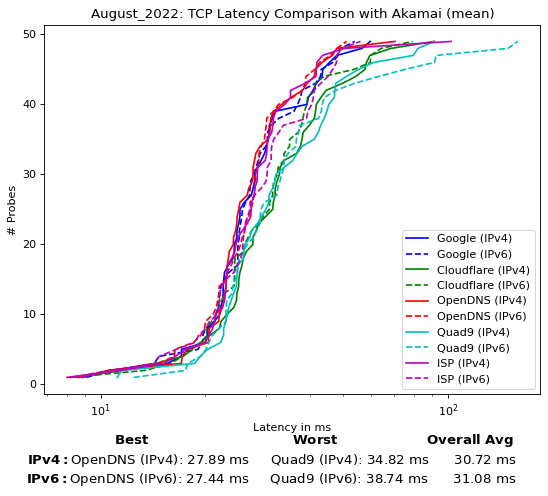 August_2022: TCP Latency Comparison with Akamai (mean)
# Probes
50
40
30
20
10
0
10¹
10²
Latency in ms
Google (IPv4)
Google (IPv6)
Cloudflare (IPv4)
Cloudflare (IPv6)
OpenDNS (IPv4)
OpenDNS (IPv6)
Quad9 (IPv4)
Quad9 (IPv6)
ISP (IPv4)
ISP (IPv6)
Best Worst Overall Avg
IPv4: OpenDNS (IPv4): 27.89 ms Quad9 (IPv4): 34.82 ms 30.72 ms
IPv6: OpenDNS (IPv6): 27.44 ms Quad9 (IPv6): 38.74 ms 31.08 ms